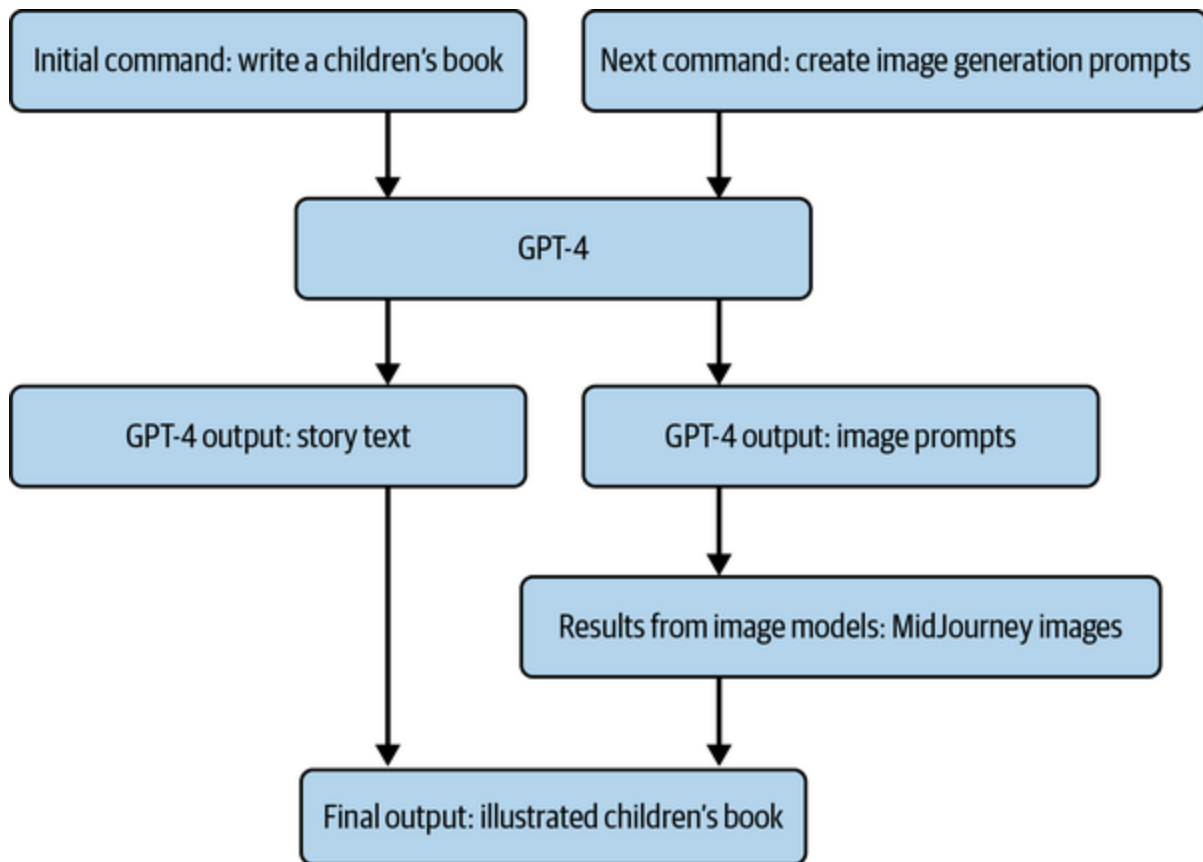 Initial command: write a children's book
Next command: create image generation prompts
GPT-4
GPT-4 output: story text
GPT-4 output: image prompts
Results from image models: MidJourney images
Final output: illustrated children's book